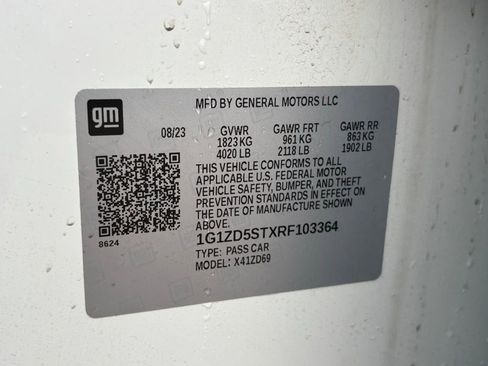 gm
MFD BY GENERAL MOTORS LLC
08/23 GVWR GAWR FRT GAWR RR
1823 KG 961 KG 863 KG
4020 LB 2118 LB 1902 LB
THIS VEHICLE CONFORMS TO ALL
APPLICABLE U.S. FEDERAL MOTOR
VEHICLE SAFETY, BUMPER, AND THEFT
PREVENTION STANDARDS IN EFFECT ON
THE DATE OF MANUFACTURE SHOWN
ABOVE.
8624
1G1ZD5STXRF103364
TYPE: PASS CAR
MODEL: X41ZD69